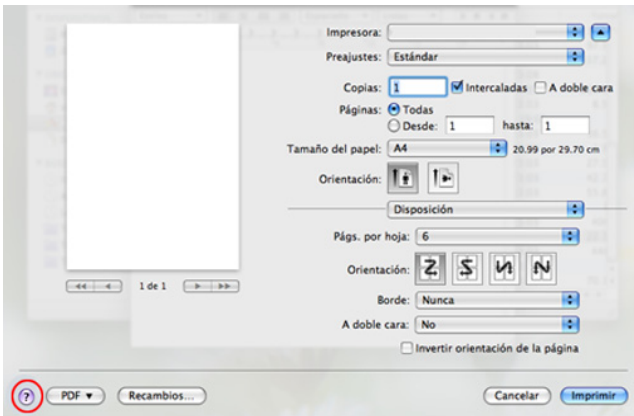 Impresora:
Preajustes: Estándar
Copias: 1 Intercaladas A doble cara
Páginas: Todas
Desde: 1 hasta: 1
Tamaño del papel: A4 20.99 por 29.70 cm
Orientación:
Disposición
Págs. por hoja: 6
Orientación:
1 de 1
Borde: Nunca
A doble cara: No
Invertir orientación de la página
? PDF Recambios... Cancelar Imprimir